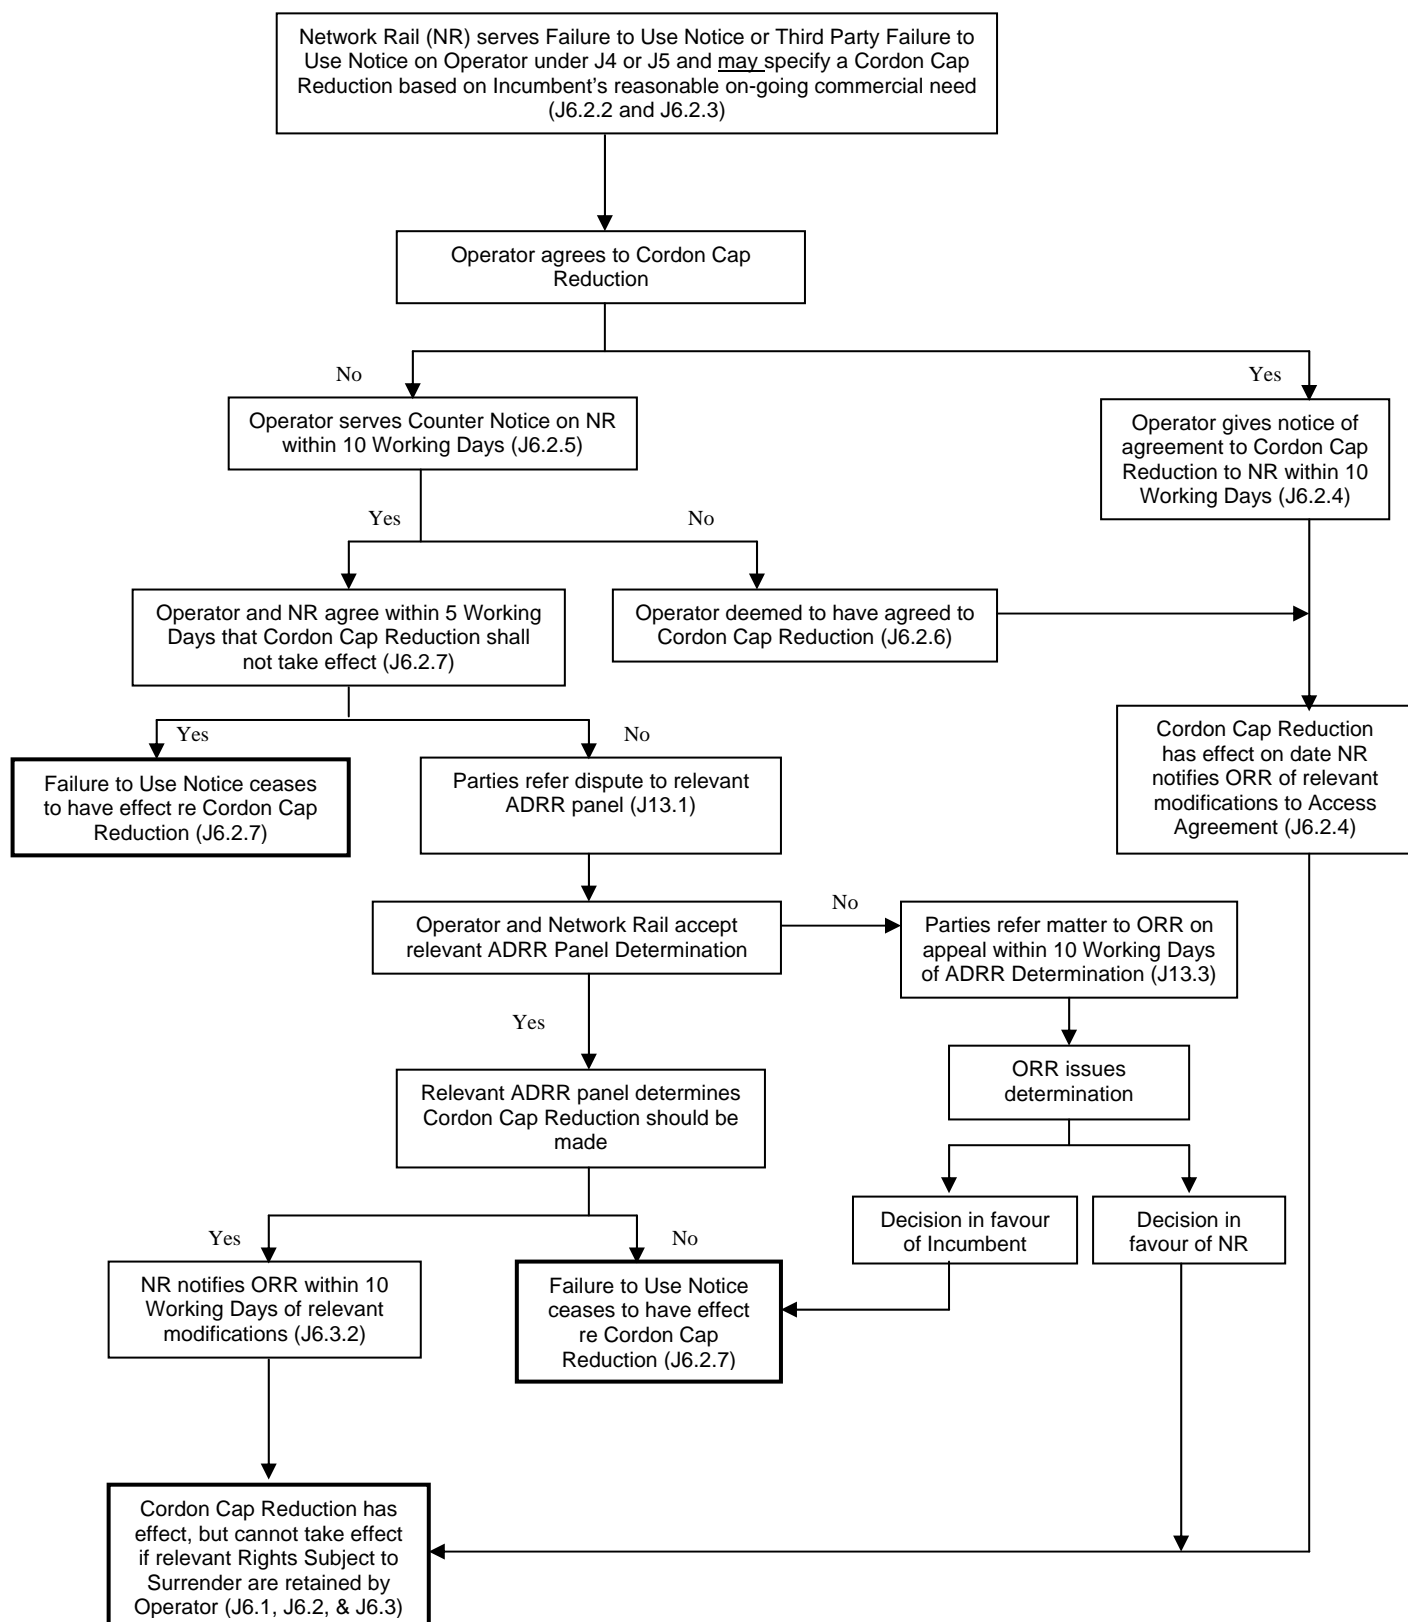 Network Rail (NR) serves Failure to Use Notice or Third Party Failure to
Use Notice on Operator under J4 or J5 and may specify a Cordon Cap
Reduction based on Incumbent's reasonable on-going commercial need
(J6.2.2 and J6.2.3)
Operator agrees to Cordon Cap
Reduction
No
Yes
Operator serves Counter Notice on NR
within 10 Working Days (J6.2.5)
Operator gives notice of
agreement to Cordon Cap
Reduction to NR within 10
Working Days (J6.2.4)
Yes
No
Operator and NR agree within 5 Working
Days that Cordon Cap Reduction shall
not take effect (J6.2.7)
Operator deemed to have agreed to
Cordon Cap Reduction (J6.2.6)
Yes
No
Cordon Cap Reduction
has effect on date NR
notifies ORR of relevant
modifications to Access
Agreement (J6.2.4)
Failure to Use Notice ceases
to have effect re Cordon Cap
Reduction (J6.2.7)
Parties refer dispute to relevant
ADRR panel (J13.1)
Operator and Network Rail accept
relevant ADRR Panel Determination
No
Parties refer matter to ORR on
appeal within 10 Working Days
of ADRR Determination (J13.3)
Yes
ORR issues
determination
Relevant ADRR panel determines
Cordon Cap Reduction should be
made
Decision in favour
of Incumbent
Decision in
favour of NR
Yes
No
NR notifies ORR within 10
Working Days of relevant
modifications (J6.3.2)
Failure to Use Notice
ceases to have effect
re Cordon Cap
Reduction (J6.2.7)
Cordon Cap Reduction has
effect, but cannot take effect
if relevant Rights Subject to
Surrender are retained by
Operator (J6.1, J6.2, & J6.3)